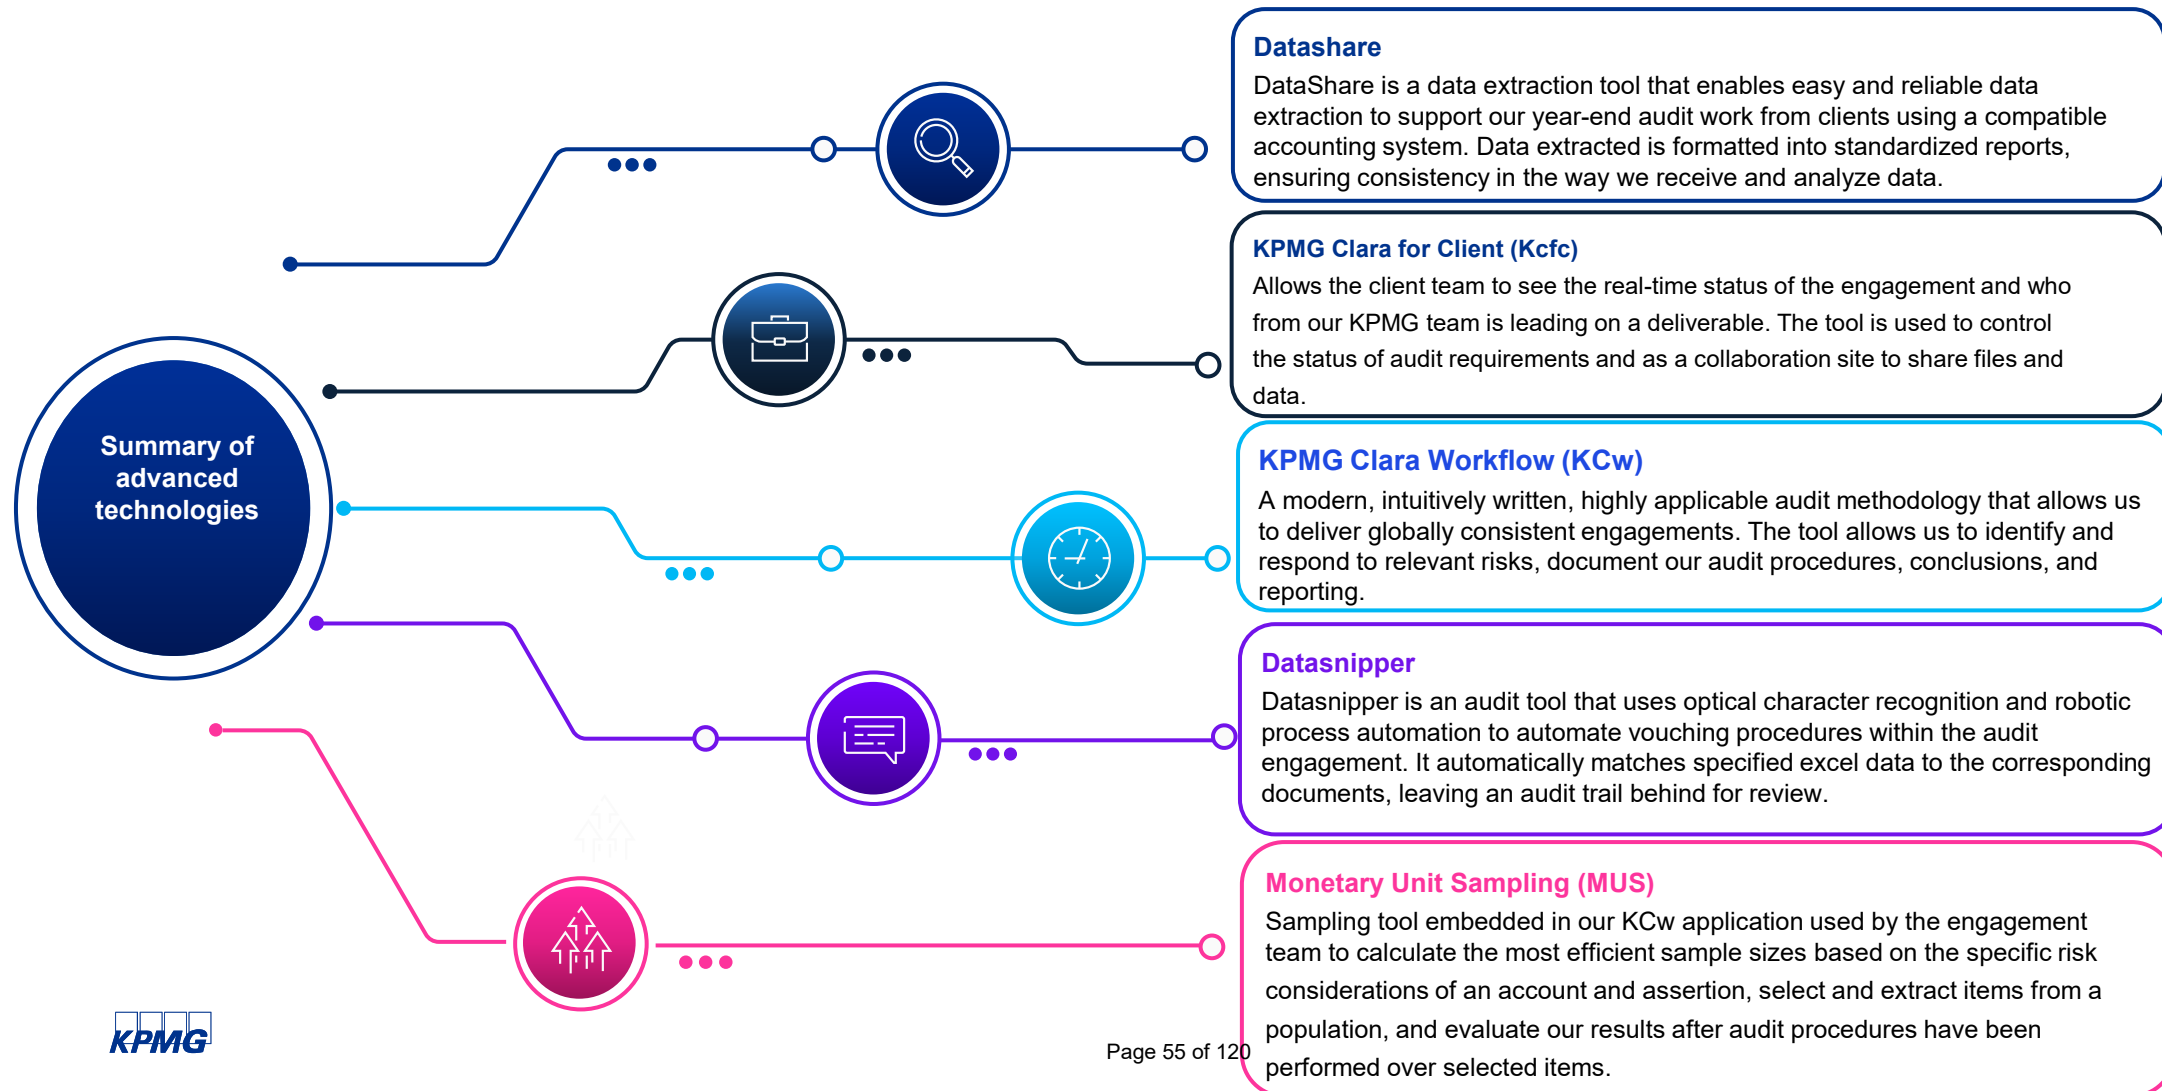 Datashare
DataShare is a data extraction tool that enables easy and reliable data
extraction to support our year-end audit work from clients using a compatible
accounting system. Data extracted is formatted into standardized reports,
ensuring consistency in the way we receive and analyze data.
KPMG Clara for Client (Kcfc)
Allows the client team to see the real-time status of the engagement and who
from our KPMG team is leading on a deliverable. The tool is used to control
the status of audit requirements and as a collaboration site to share files and
data.
Summary of
advanced
technologies
KPMG Clara Workflow (KCw)
A modern, intuitively written, highly applicable audit methodology that allows us
to deliver globally consistent engagements. The tool allows us to identify and
respond to relevant risks, document our audit procedures, conclusions, and
reporting.
Datasnipper
Datasnipper is an audit tool that uses optical character recognition and robotic
process automation to automate vouching procedures within the audit
engagement. It automatically matches specified excel data to the corresponding
documents, leaving an audit trail behind for review.
Monetary Unit Sampling (MUS)
Sampling tool embedded in our KCw application used by the engagement
team to calculate the most efficient sample sizes based on the specific risk
considerations of an account and assertion, select and extract items from a
population, and evaluate our results after audit procedures have been
performed over selected items.
KPMG
Page 55 of 120